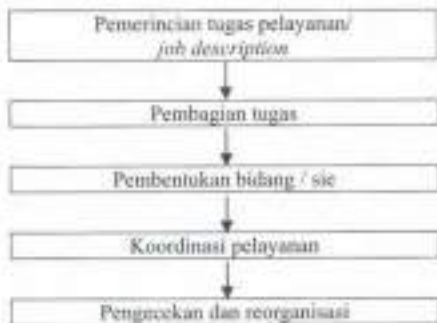 Pemerincian tugas pelayanan/
job description
Pembagian tugas
Pembentukan bidang / sie
Koordinasi pelayanan
Pengecekan dan reorganisasi